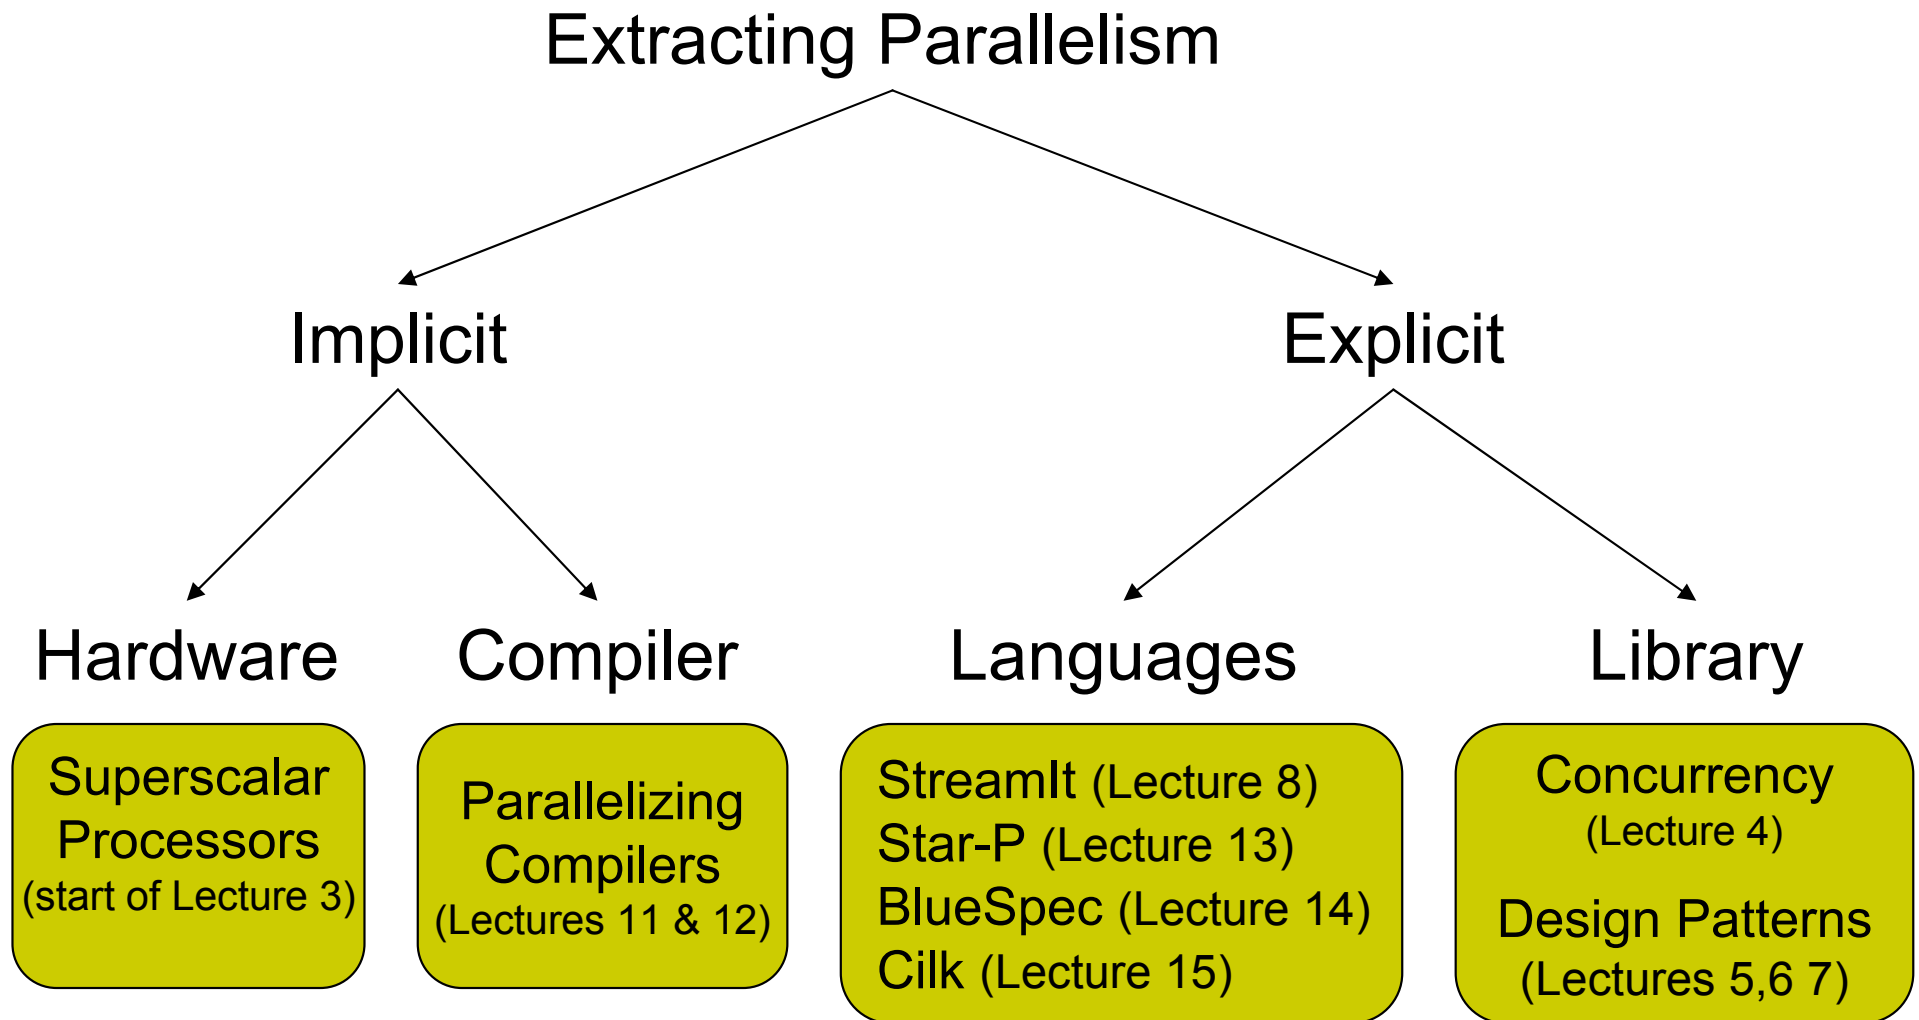 Extracting Parallelism
Implicit
Explicit
Hardware
Compiler
Languages
Library
Superscalar
Processors
(start of Lecture 3)
Parallelizing
Compilers
(Lectures 11 & 12)
StreamIt (Lecture 8)
Star-P (Lecture 13)
BlueSpec (Lecture 14)
Cilk (Lecture 15)
Concurrency
(Lecture 4)
Design Patterns
(Lectures 5,6 7)